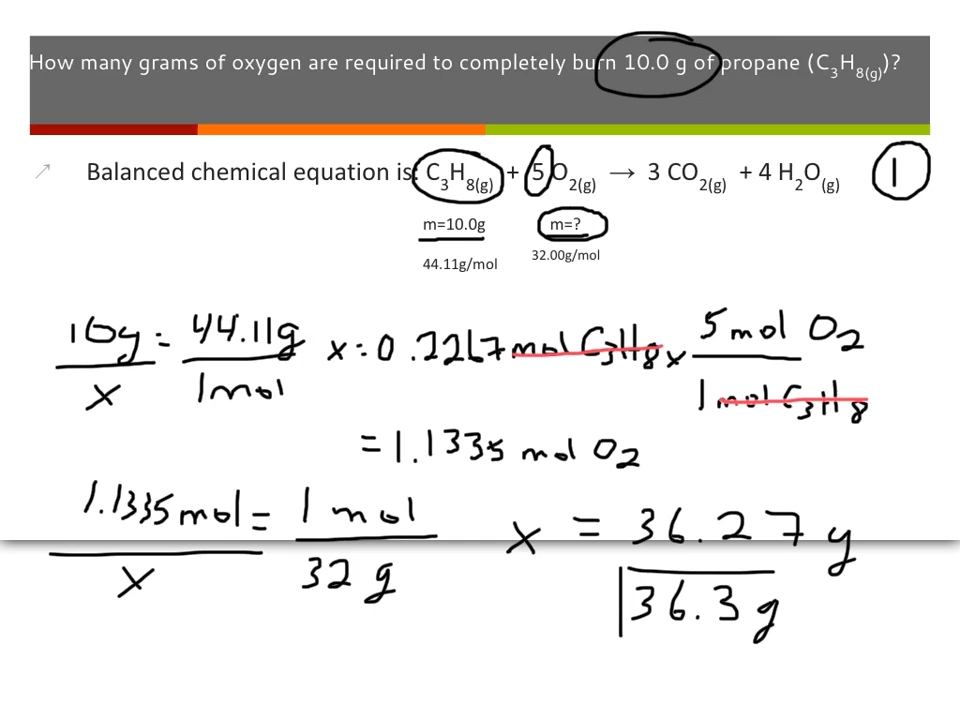 How many grams of oxygen are required to completely burn 10.0 g of propane (C3H8(g))?
Balanced chemical equation is: C3H8(g) + 5 O2(g) → 3 CO2(g) + 4 H2O(g) 1
m=10.0g m=?
44.11g/mol 32.00g/mol
10g/x = 44.11g/1mol x = 0.2267 mol C3H8 x 5 mol O2/1 mol C3H8
= 1.1335 mol O2
1.1335 mol/x = 1 mol/32 g x = 36.27 g
36.3 g